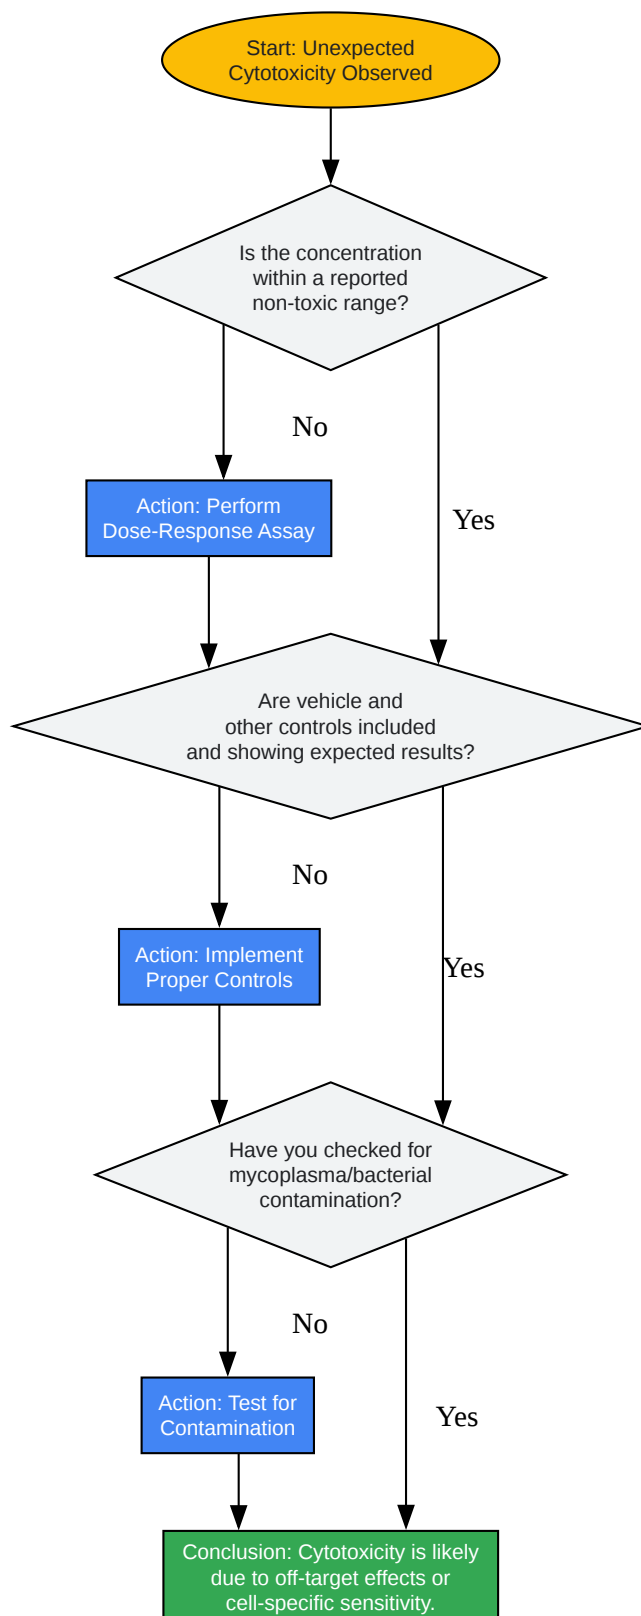 Start: Unexpected
Cytotoxicity Observed
Is the concentration
within a reported
non-toxic range?
No
Action: Perform
Dose-Response Assay
Yes
Are vehicle and
other controls included
and showing expected results?
No
Action: Implement
Proper Controls
Yes
Have you checked for
mycoplasma/bacterial
contamination?
No
Action: Test for
Contamination
Yes
Conclusion: Cytotoxicity is likely
due to off-target effects or
cell-specific sensitivity.